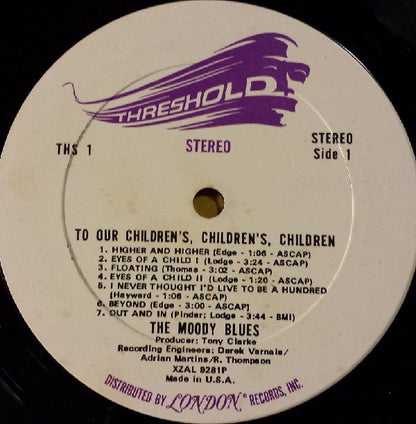 THRESHOLD
THS 1
STEREO
STEREO
Side 1
TO OUR CHILDREN'S, CHILDREN'S, CHILDREN
1. HIGHER AND HIGHER (Edge - 1:06 - ASCAP)
2. EYES OF A CHILD I (Lodge - 3:24 - ASCAP)
3. FLOATING (Thomas - 3:02 - ASCAP)
4. EYES OF A CHILD II (Lodge - 1:20 - ASCAP)
5. I NEVER THOUGHT I'D LIVE TO BE A HUNDRED
(Hayward - 1:06 - ASCAP)
6. BEYOND (Edge - 3:00 - ASCAP)
7. OUT AND IN (Pinder; Lodge - 3:44 - BMI)
THE MOODY BLUES
Producer: Tony Clarke
Recording Engineers: Derek Varnals/
Adrian Martins/R. Thompson
XZAL 9281P
Made in U.S.A.
DISTRIBUTED BY LONDON® RECORDS, INC.